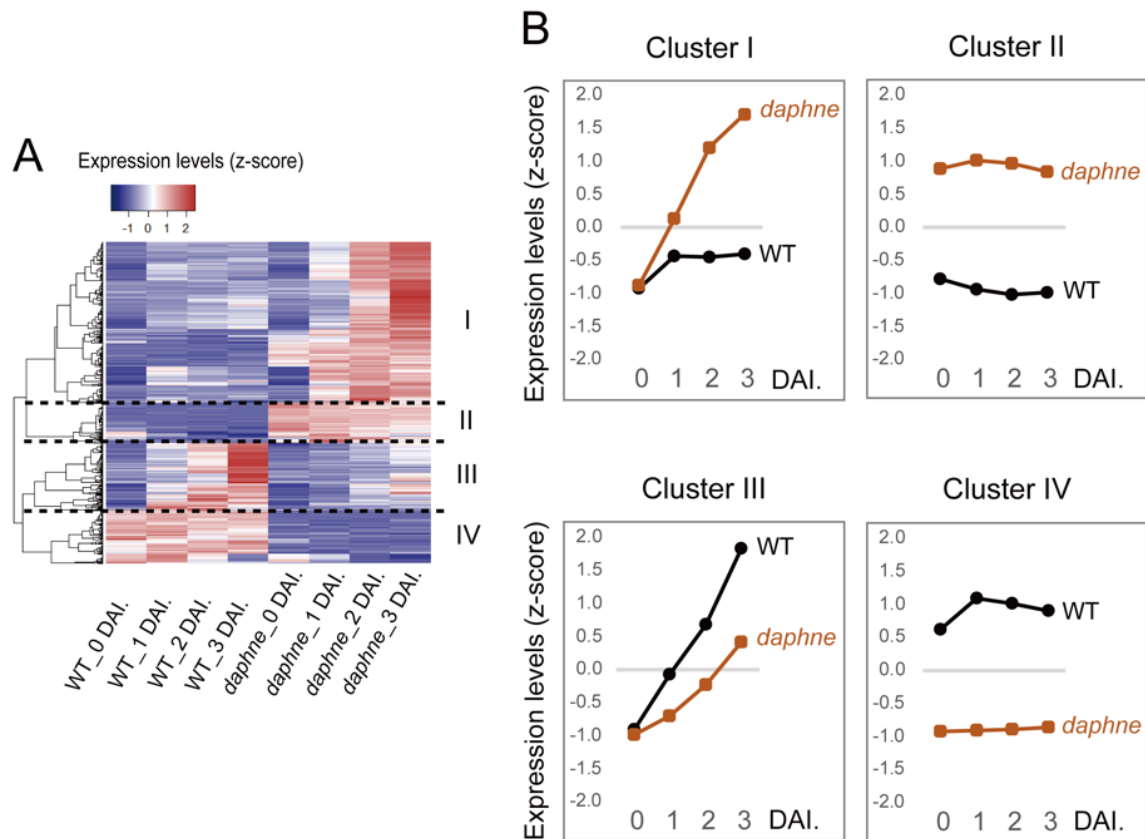 A
Expression levels (z-score)
-1 0 1 2
I
II
III
IV
WT_0 DAI.
WT_1 DAI.
WT_2 DAI.
WT_3 DAI.
daphne_0 DAI.
daphne_1 DAI.
daphne_2 DAI.
daphne_3 DAI.
B
Cluster I
Expression levels (z-score)
2.0
1.5
1.0
0.5
0.0
-0.5
-1.0
-1.5
-2.0
daphne
WT
0 1 2 3 DAI.
Cluster II
2.0
1.5
1.0
0.5
0.0
-0.5
-1.0
-1.5
-2.0
daphne
WT
0 1 2 3 DAI.
Cluster III
Expression levels (z-score)
2.0
1.5
1.0
0.5
0.0
-0.5
-1.0
-1.5
-2.0
WT
daphne
0 1 2 3 DAI.
Cluster IV
2.0
1.5
1.0
0.5
0.0
-0.5
-1.0
-1.5
-2.0
WT
daphne
0 1 2 3 DAI.